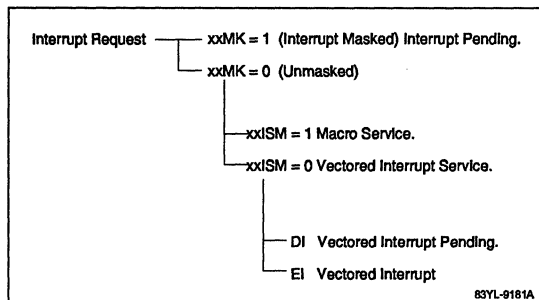 Interrupt Request xxMK = 1 (Interrupt Masked) Interrupt Pending.
xxMK = 0 (Unmasked)
xxISM = 1 Macro Service.
xxISM = 0 Vectored Interrupt Service.
DI Vectored Interrupt Pending.
EI Vectored Interrupt
83YL-9181A